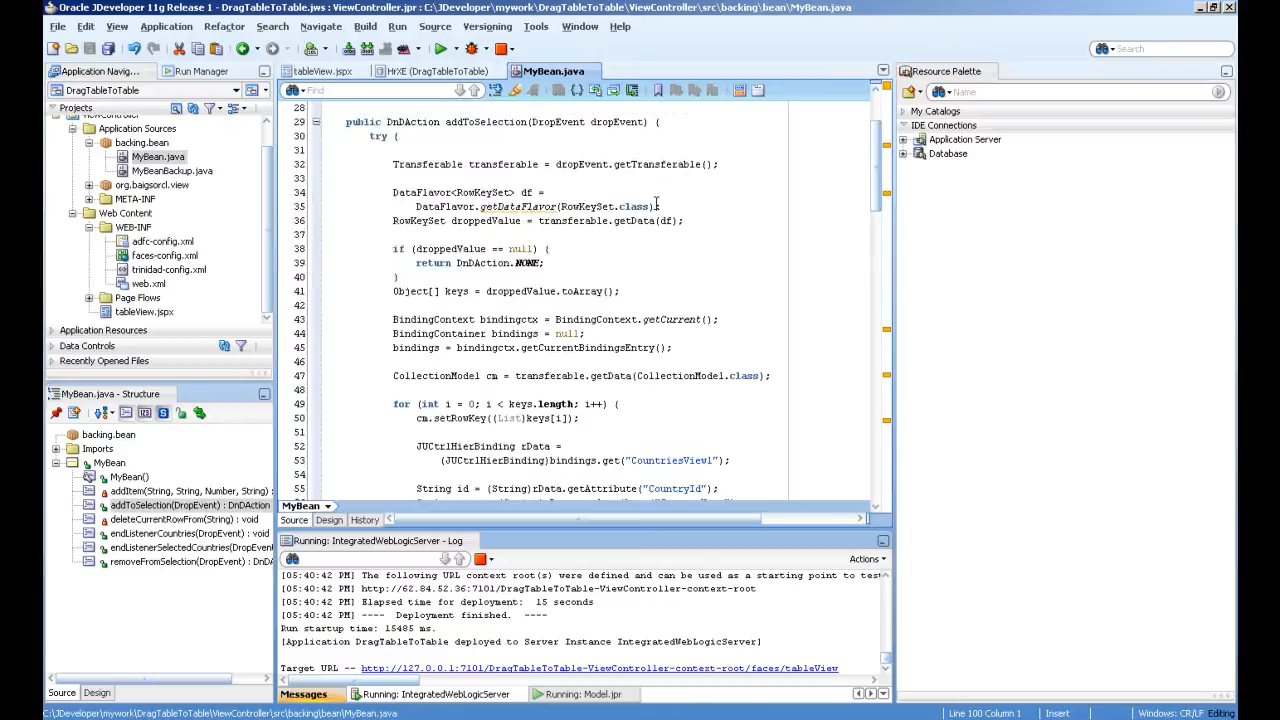 Oracle JDeveloper 11g Release 1 - DragTableToTable.jws : ViewController.jpr : C:\JDeveloper\mywork\DragTableToTable\ViewController\src\backing\bean\MyBean.java
File Edit View Application Refactor Search Navigate Build Run Source Versioning Tools Window Help
Search
Application Navig...
Run Manager
tableView.jspx
HrXE (DragTableToTable)
MyBean.java
Resource Palette
DragTableToTable
Find
Name
Projects
My Catalogs
ViewController
Application Sources
IDE Connections
backing.bean
Application Server
MyBean.java
Database
MyBeanBackup.java
org.baigsorcl.view
META-INF
Web Content
WEB-INF
adfc-config.xml
faces-config.xml
trinidad-config.xml
web.xml
Page Flows
tableView.jspx
Application Resources
Data Controls
Recently Opened Files
28
29 public DnDAction addToSelection(DropEvent dropEvent) {
30 try {
31
32 Transferable transferable = dropEvent.getTransferable();
33
34 DataFlavor<RowKeySet> df =
35 DataFlavor.getDataFlavor(RowKeySet.class);
36 RowKeySet droppedValue = transferable.getData(df);
37
38 if (droppedValue == null) {
39 return DnDAction.NONE;
40 }
41 Object[] keys = droppedValue.toArray();
42
43 BindingContext bindingctx = BindingContext.getCurrent();
44 BindingContainer bindings = null;
45 bindings = bindingctx.getCurrentBindingsEntry();
46
47 CollectionModel cm = transferable.getData(CollectionModel.class);
48
49 for (int i = 0; i < keys.length; i++) {
50 cm.setRowKey((List)keys[i]);
51
52 JUCtrlHierBinding rData =
53 (JUCtrlHierBinding)bindings.get("CountriesView1");
54
55 String id = (String)rData.getAttribute("CountryId");
MyBean.java - Structure
backing.bean
Imports
MyBean
MyBean()
addItem(String, String, Number, String)
addToSelection(DropEvent) : DnDAction
deleteCurrentRowFrom(String) : void
endListenerCountries(DropEvent) : void
endListenerSelectedCountries(DropEvent
removeFromSelection(DropEvent) : DnDA
Source Design
MyBean
Source Design History
Running: IntegratedWebLogicServer - Log
Actions
[05:40:42 PM] The following URL context root(s) were defined and can be used as a starting point to test
[05:40:42 PM] http://62.84.52.36:7101/DragTableToTable-ViewController-context-root
[05:40:42 PM] Elapsed time for deployment: 15 seconds
[05:40:42 PM] ---- Deployment finished. ----
Run startup time: 15485 ms.
[Application DragTableToTable deployed to Server Instance IntegratedWebLogicServer]
Target URL -- http://127.0.0.1:7101/DragTableToTable-ViewController-context-root/faces/tableView
Messages Running: IntegratedWebLogicServer Running: Model.jpr
C:\JDeveloper\mywork\DragTableToTable\ViewController\src\backing\bean\MyBean.java
Line 100 Column 1 Insert Windows: CR/LF Editing